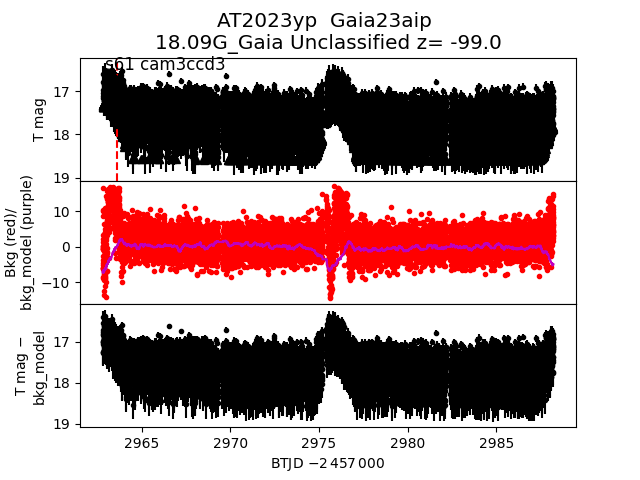 AT2023yp  Gaia23aip
18.09G_Gaia Unclassified z= -99.0
s61 cam3ccd3
T mag
17
18
19
Bkg (red)/
bkg_model (purple)
10
0
−10
T mag −
bkg_model
17
18
19
2965
2970
2975
2980
2985
BTJD −2 457 000